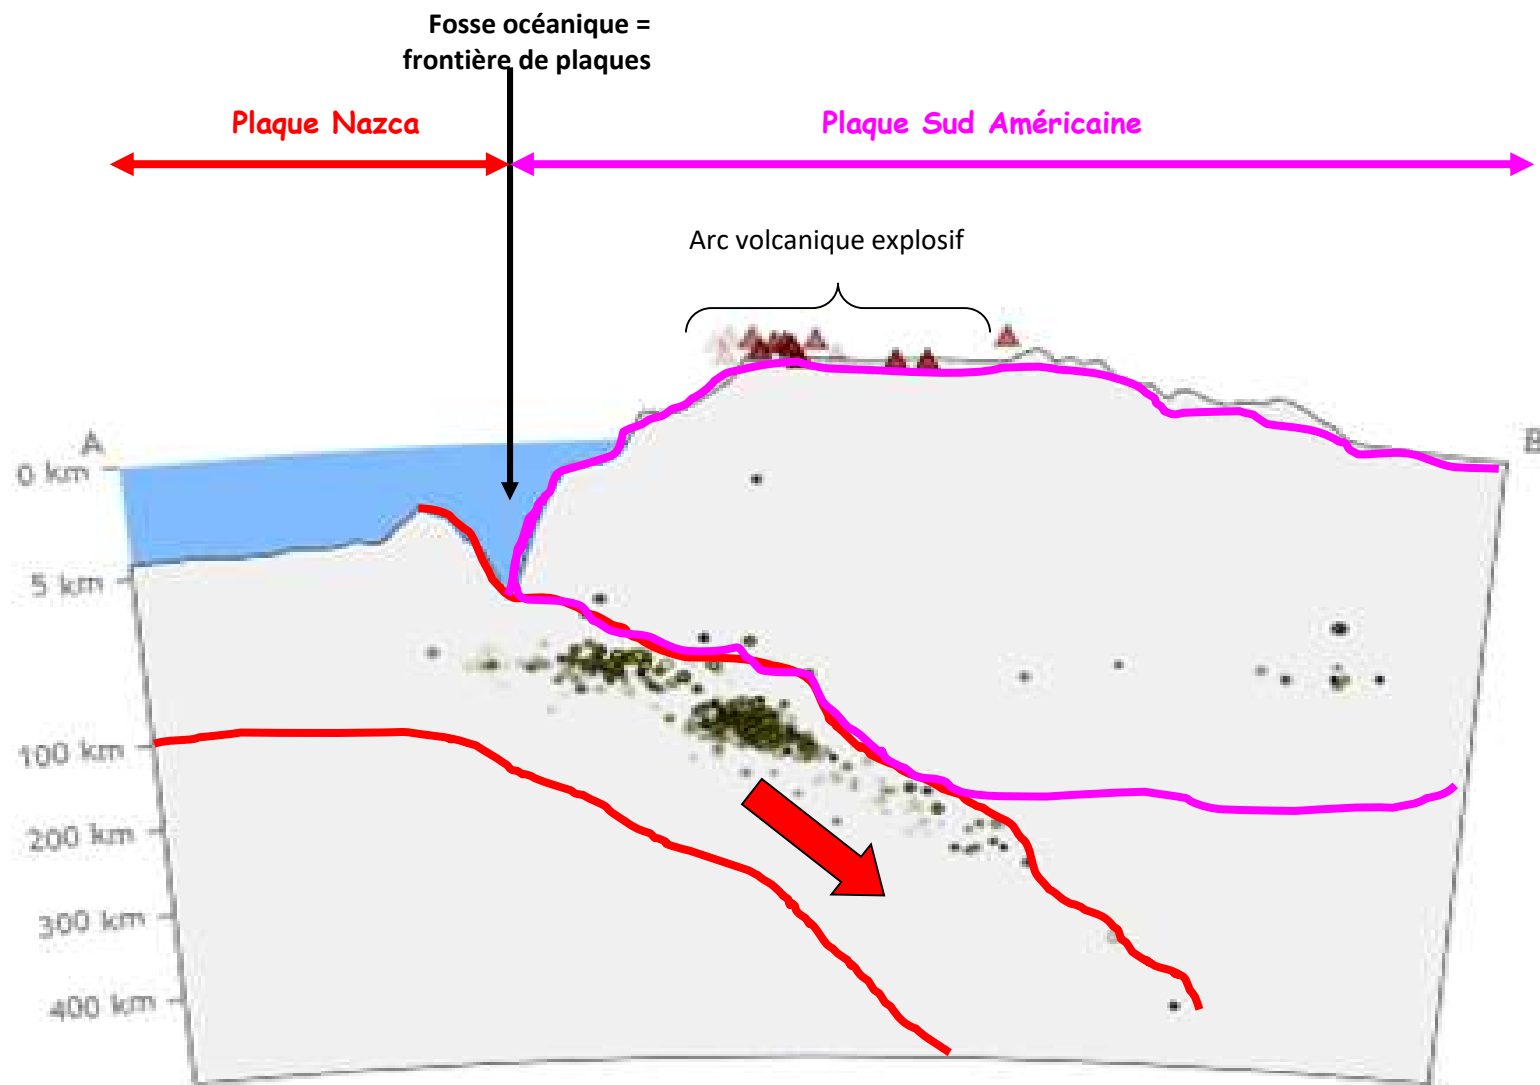 Fosse océanique =
frontière de plaques
Plaque Nazca
Plaque Sud Américaine
Arc volcanique explosif
A
B
0 km
5 km
100 km
200 km
300 km
400 km